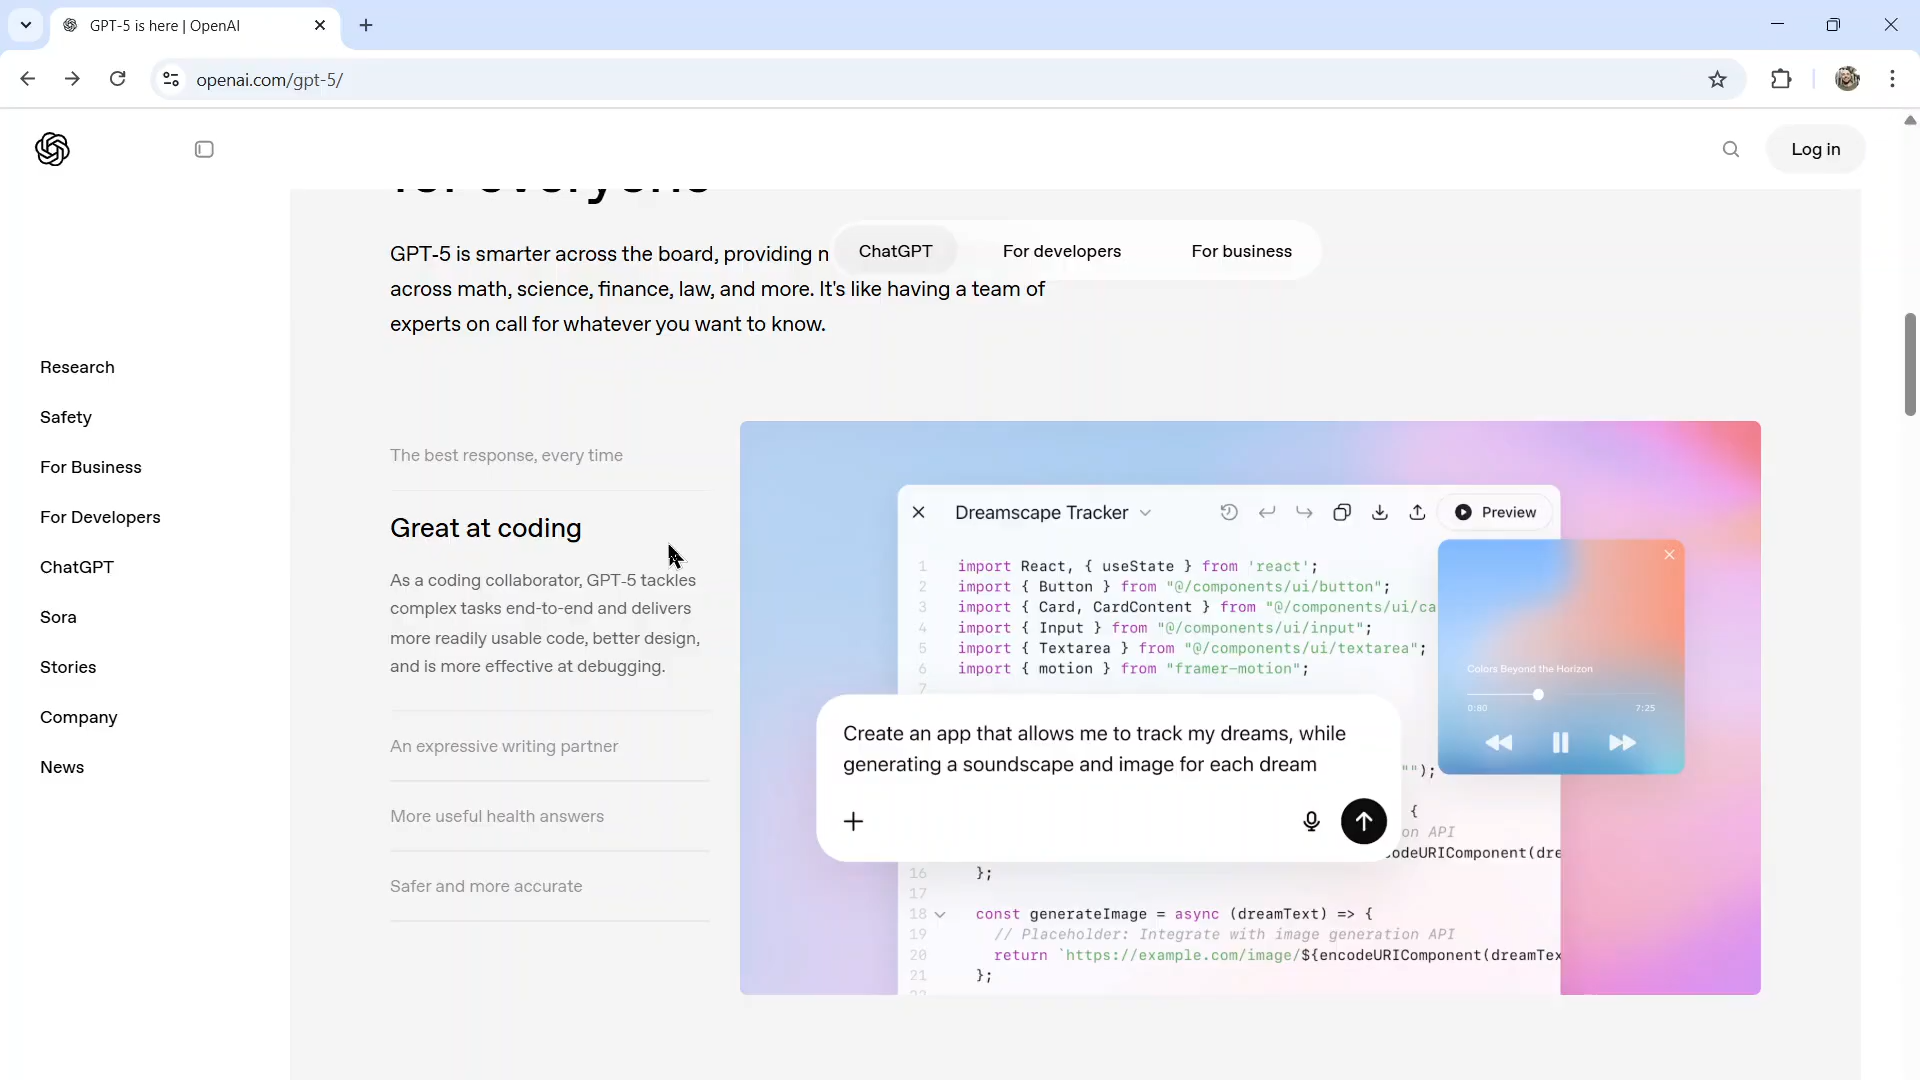 GPT-5 is here | OpenAI
openai.com/gpt-5/
Log in
for everyone
ChatGPT
For developers
For business
GPT-5 is smarter across the board, providing
across math, science, finance, law, and more. It's like having a team of
experts on call for whatever you want to know.
Research
Safety
For Business
For Developers
ChatGPT
Sora
Stories
Company
News
The best response, every time
Great at coding
As a coding collaborator, GPT-5 tackles
complex tasks end-to-end and delivers
more readily usable code, better design,
and is more effective at debugging.
An expressive writing partner
More useful health answers
Safer and more accurate
Dreamscape Tracker
Preview
1 import React, { useState } from 'react';
2 import { Button } from "@/components/ui/button";
3 import { Card, CardContent } from "@/components/ui/ca
4 import { Input } from "@/components/ui/input";
5 import { Textarea } from "@/components/ui/textarea";
6 import { motion } from "framer-motion";
7
Colors Beyond the Horizon
0:80
7:25
Create an app that allows me to track my dreams, while
generating a soundscape and image for each dream
"");
{
on API
encodeURIComponent(dre
16 };
17
18 const generateImage = async (dreamText) => {
19 // Placeholder: Integrate with image generation API
20 return `https://example.com/image/${encodeURIComponent(dreamTex
21 };